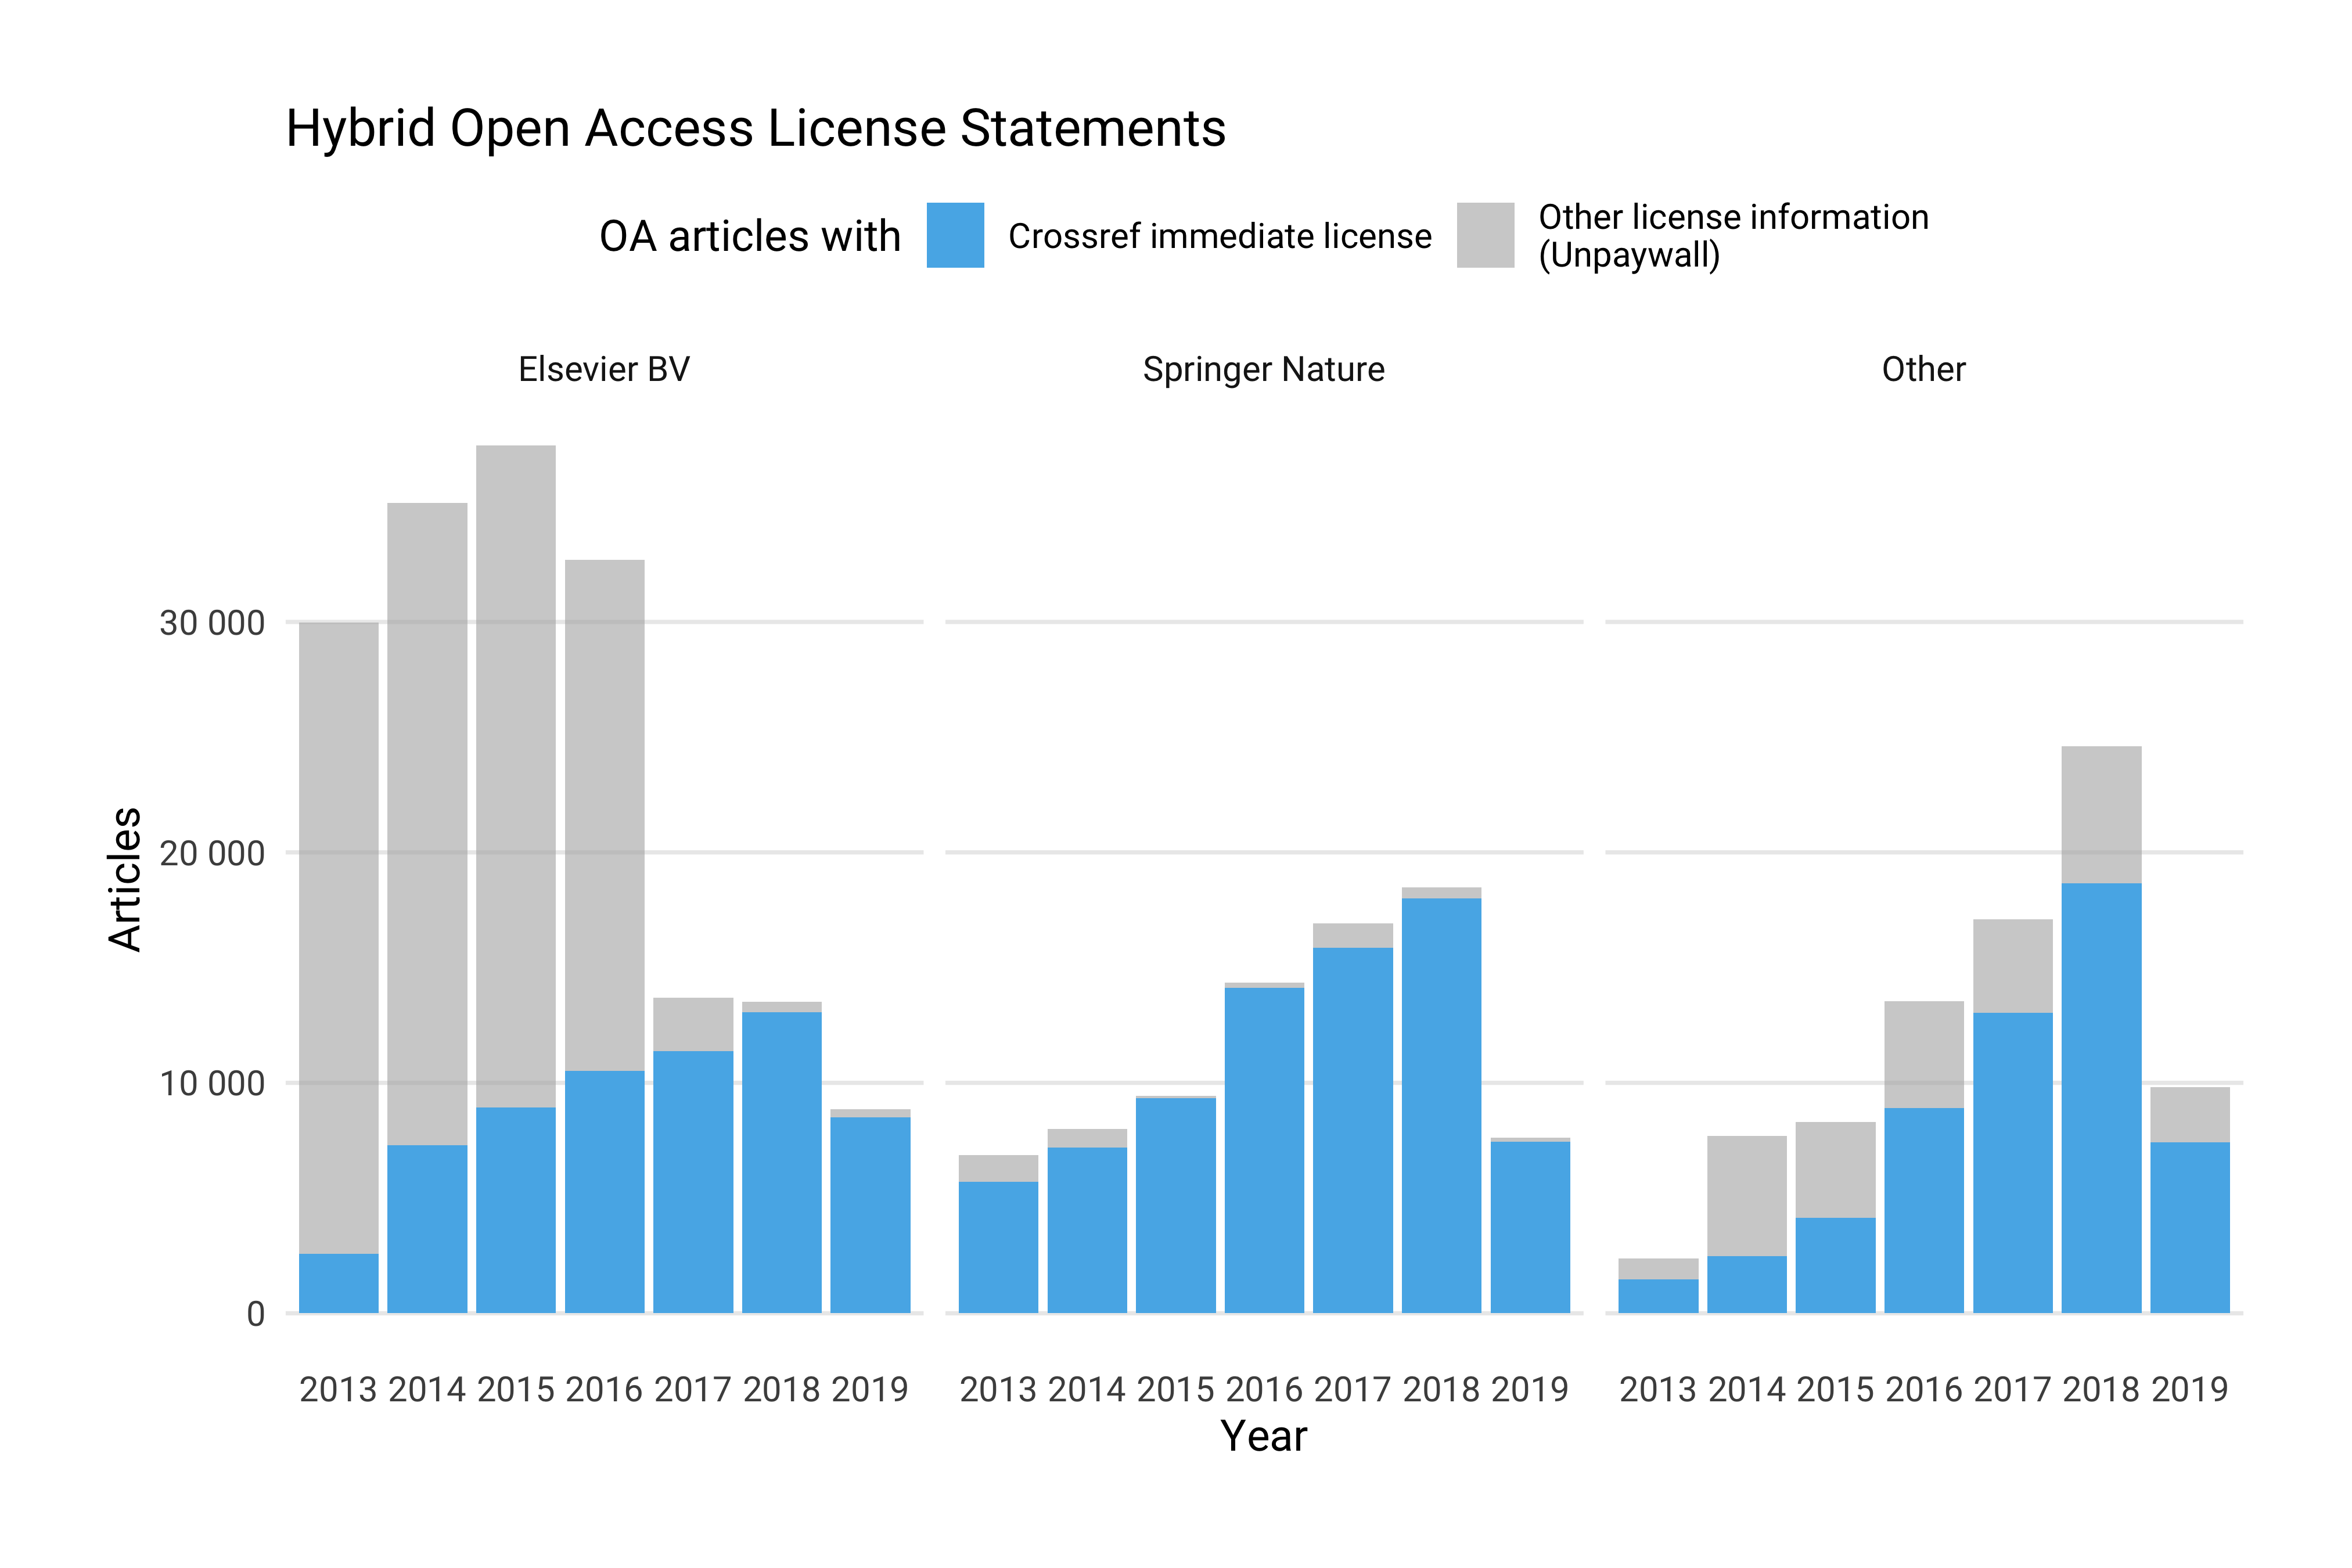 Hybrid Open Access License Statements
OA articles with
Crossref immediate license
Other license information
(Unpaywall)
Elsevier BV
Springer Nature
Other
Articles
30 000
20 000
10 000
0
2013 2014 2015 2016 2017 2018 2019
2013 2014 2015 2016 2017 2018 2019
2013 2014 2015 2016 2017 2018 2019
Year